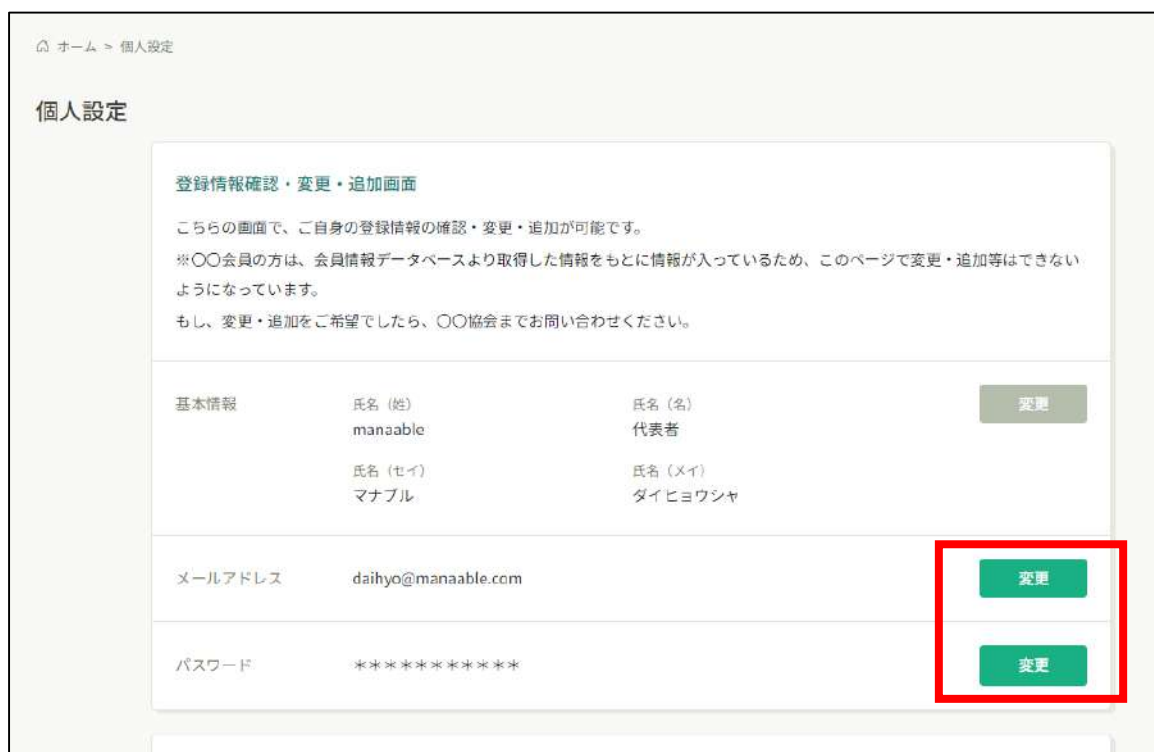 ホーム > 個人設定
個人設定
登録情報確認・変更・追加画面
こちらの画面で、ご自身の登録情報の確認・変更・追加が可能です。
※〇〇会員の方は、会員情報データベースより取得した情報をもとに情報が入っているため、このページで変更・追加等はできない
ようになっています。
もし、変更・追加をご希望でしたら、〇〇協会までお問い合わせください。
基本情報 氏名（姓） 氏名（名） 変更
manaable 代表者
氏名（セイ） 氏名（メイ）
マナブル ダイヒョウシャ
メールアドレス daihyo@manaable.com 変更
パスワード ＊＊＊＊＊＊＊＊＊＊＊ 変更